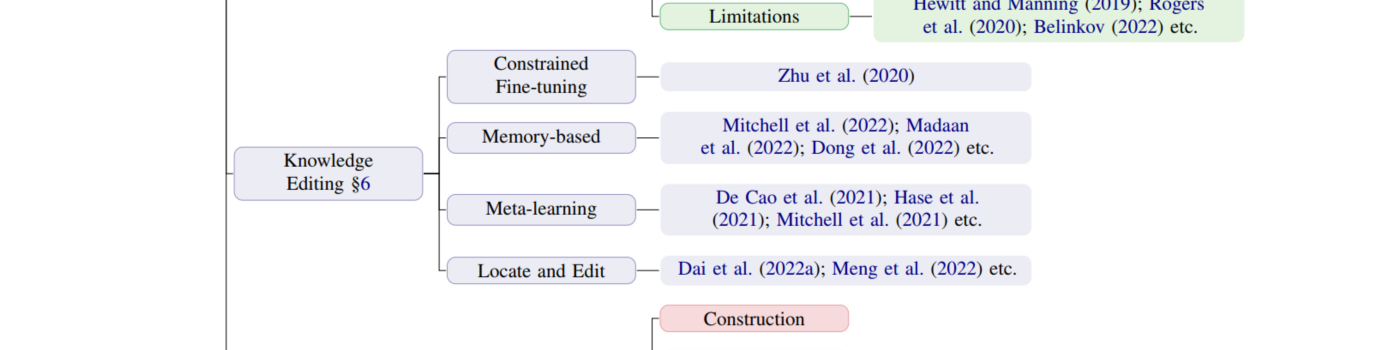 Hewitt and Manning (2019); Rogers
Limitations
et al. (2020); Belinkov (2022) etc.
Constrained
Fine-tuning
Zhu et al. (2020)
Memory-based
Mitchell et al. (2022); Madaan
et al. (2022); Dong et al. (2022) etc.
Knowledge
Editing §6
Meta-learning
De Cao et al. (2021); Hase et al.
(2021); Mitchell et al. (2021) etc.
Locate and Edit
Dai et al. (2022a); Meng et al. (2022) etc.
Construction